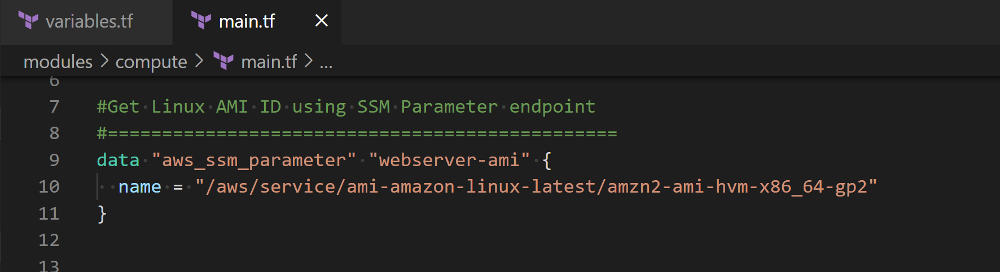 variables.tf main.tf ×
modules > compute > main.tf > ...
6
7 #Get Linux AMI ID using SSM Parameter endpoint
8 #===============================================
9 data "aws_ssm_parameter" "webserver-ami" {
10 name = "/aws/service/ami-amazon-linux-latest/amzn2-ami-hvm-x86_64-gp2"
11 }
12
13